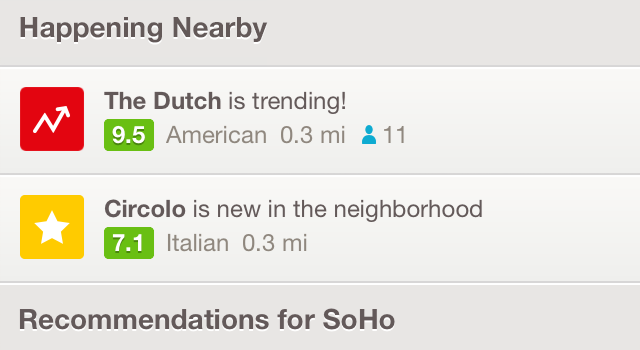 Happening Nearby
The Dutch is trending!
9.5 American 0.3 mi 11
Circolo is new in the neighborhood
7.1 Italian 0.3 mi
Recommendations for SoHo